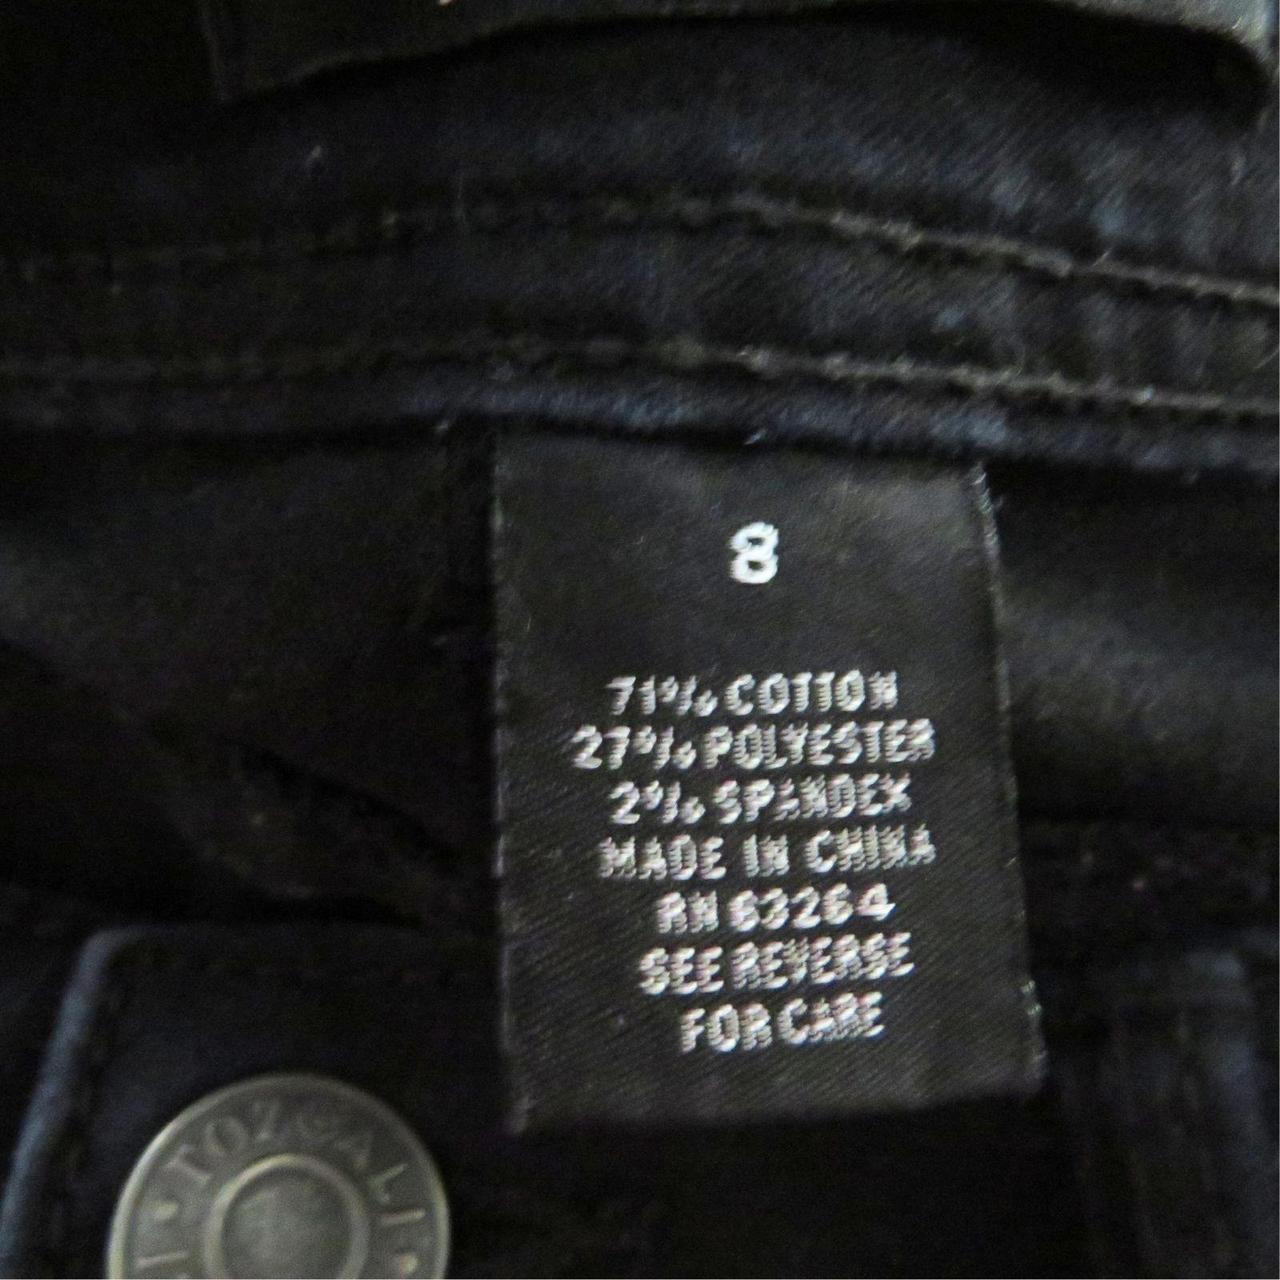 8
71% COTTON
27% POLYESTER
2% SPANDEX
MADE IN CHINA
RN 63264
SEE REVERSE
FOR CARE